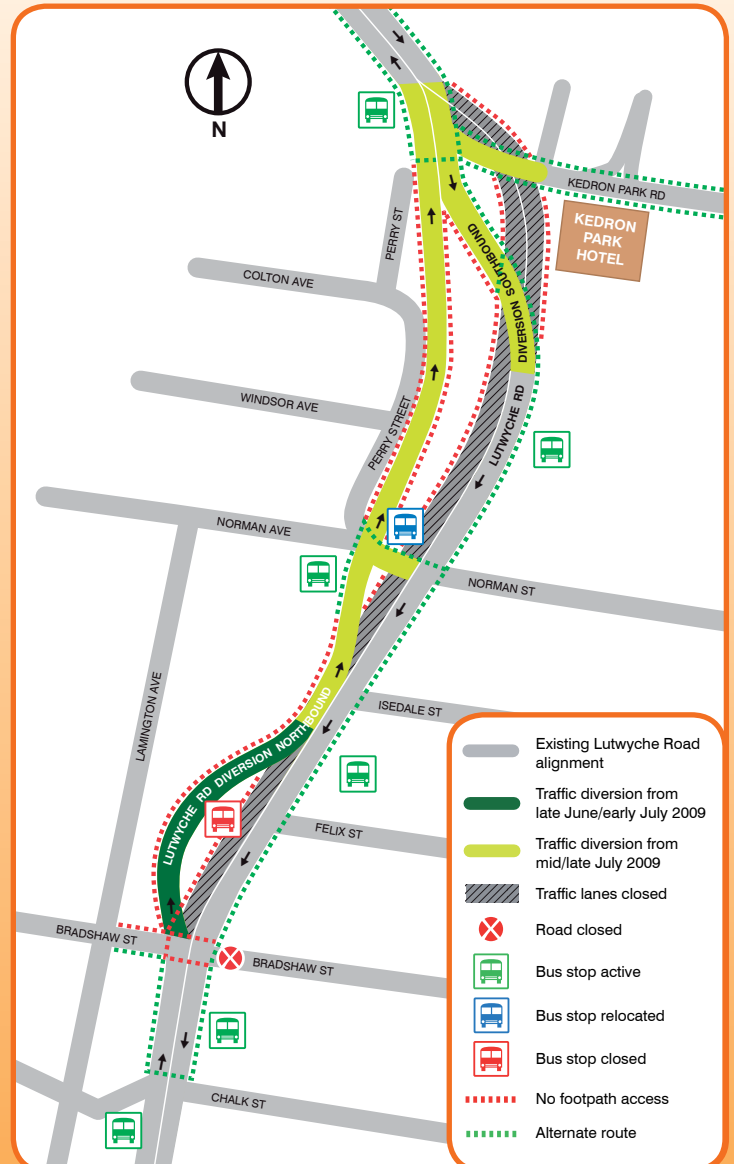 N
KEDRON PARK RD
KEDRON
PARK
HOTEL
PERRY ST
COLTON AVE
DIVERSION SOUTHBOUND
WINDSOR AVE
PERRY STREET
LUTWYCHE RD
NORMAN AVE
NORMAN ST
LAMINGTON AVE
ISEDALE ST
LUTWYCHE RD DIVERSION NORTHBOUND
FELIX ST
BRADSHAW ST
BRADSHAW ST
CHALK ST
Existing Lutwyche Road
alignment
Traffic diversion from
late June/early July 2009
Traffic diversion from
mid/late July 2009
Traffic lanes closed
Road closed
Bus stop active
Bus stop relocated
Bus stop closed
No footpath access
Alternate route